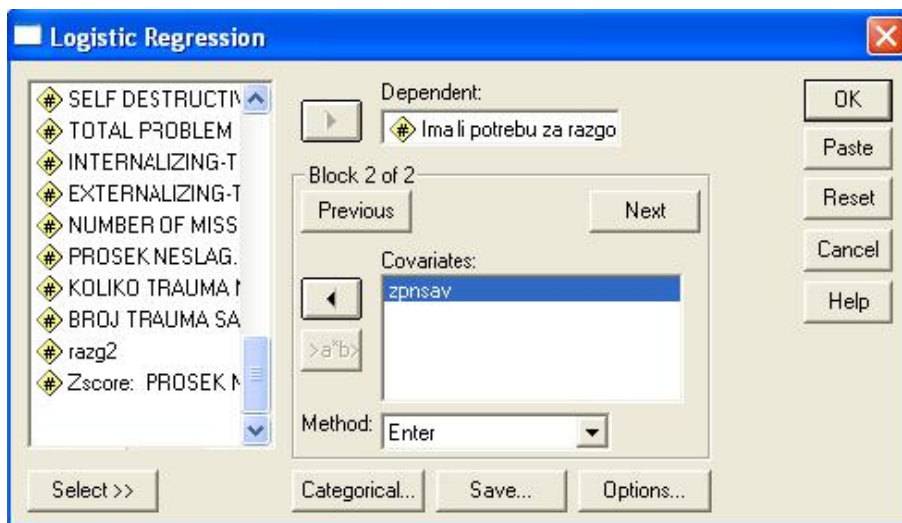 Logistic Regression
SELF DESTRUCTIV
TOTAL PROBLEM
INTERNALIZING-T
EXTERNALIZING-T
NUMBER OF MISS
PROSEK NESLAG.
KOLIKO TRAUMA
BROJ TRAUMA SA
razg2
Zscore: PROSEK N
Select >>
Dependent:
Ima li potrebu za razgo
Block 2 of 2
Previous
Next
Covariates:
zpnsav
>a*b>
Method:
Enter
Categorical...
Save...
Options...
OK
Paste
Reset
Cancel
Help